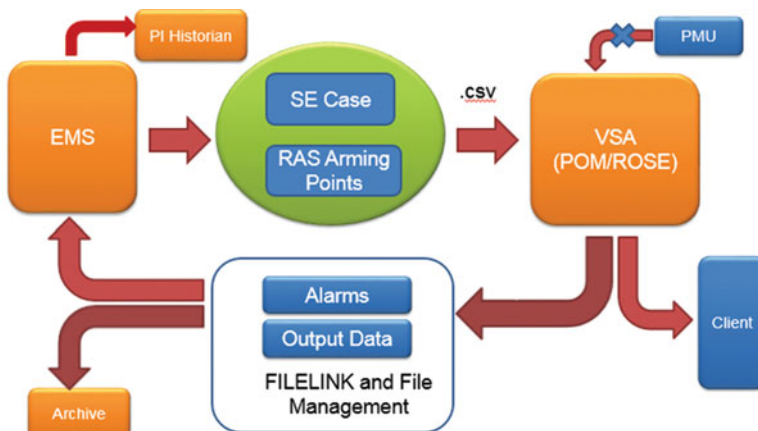 PI Historian
PMU
EMS
SE Case
RAS Arming
Points
.csv
VSA
(POM/ROSE)
Alarms
Output Data
FILELINK and File
Management
Client
Archive